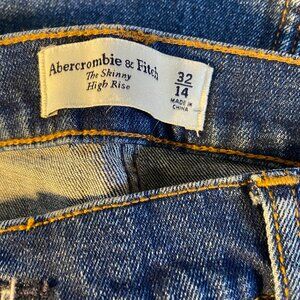 Abercrombie & Fitch
The Skinny
High Rise
32
14
MADE IN
CHINA